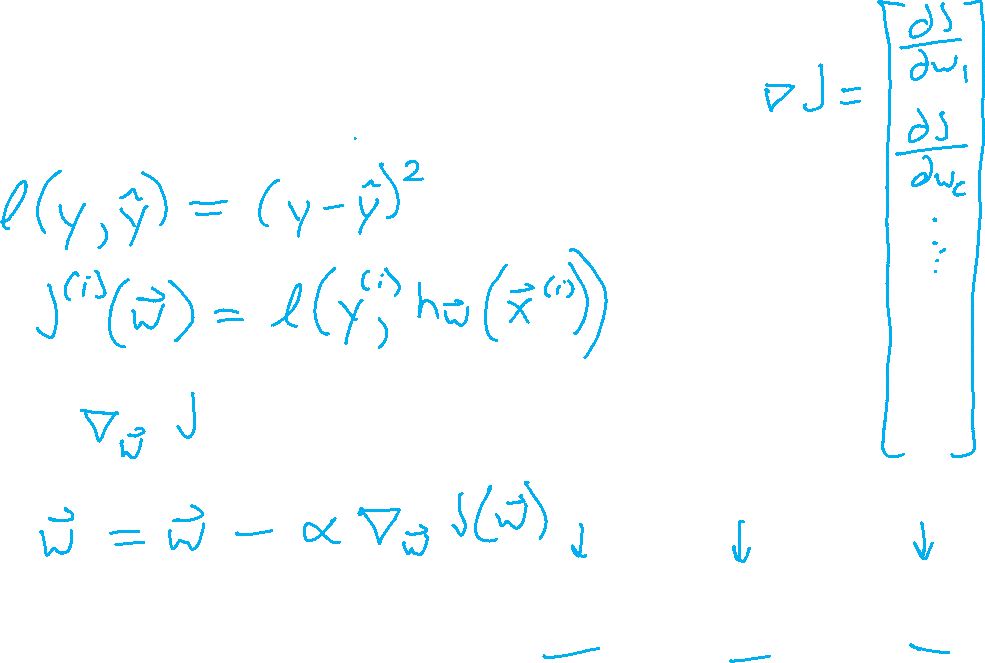 ℓ(y, ŷ) = (y - ŷ)²
J⁽ⁱ⁾(w⃗) = ℓ(y⁽ⁱ⁾, h_w⃗(x⃗⁽ⁱ⁾))
∇_w⃗ J
w⃗ = w⃗ - α ∇_w⃗ J(w⃗) ↓ ↓ ↓
∇J = [
∂J/∂w₁
∂J/∂w₂
⋮
]